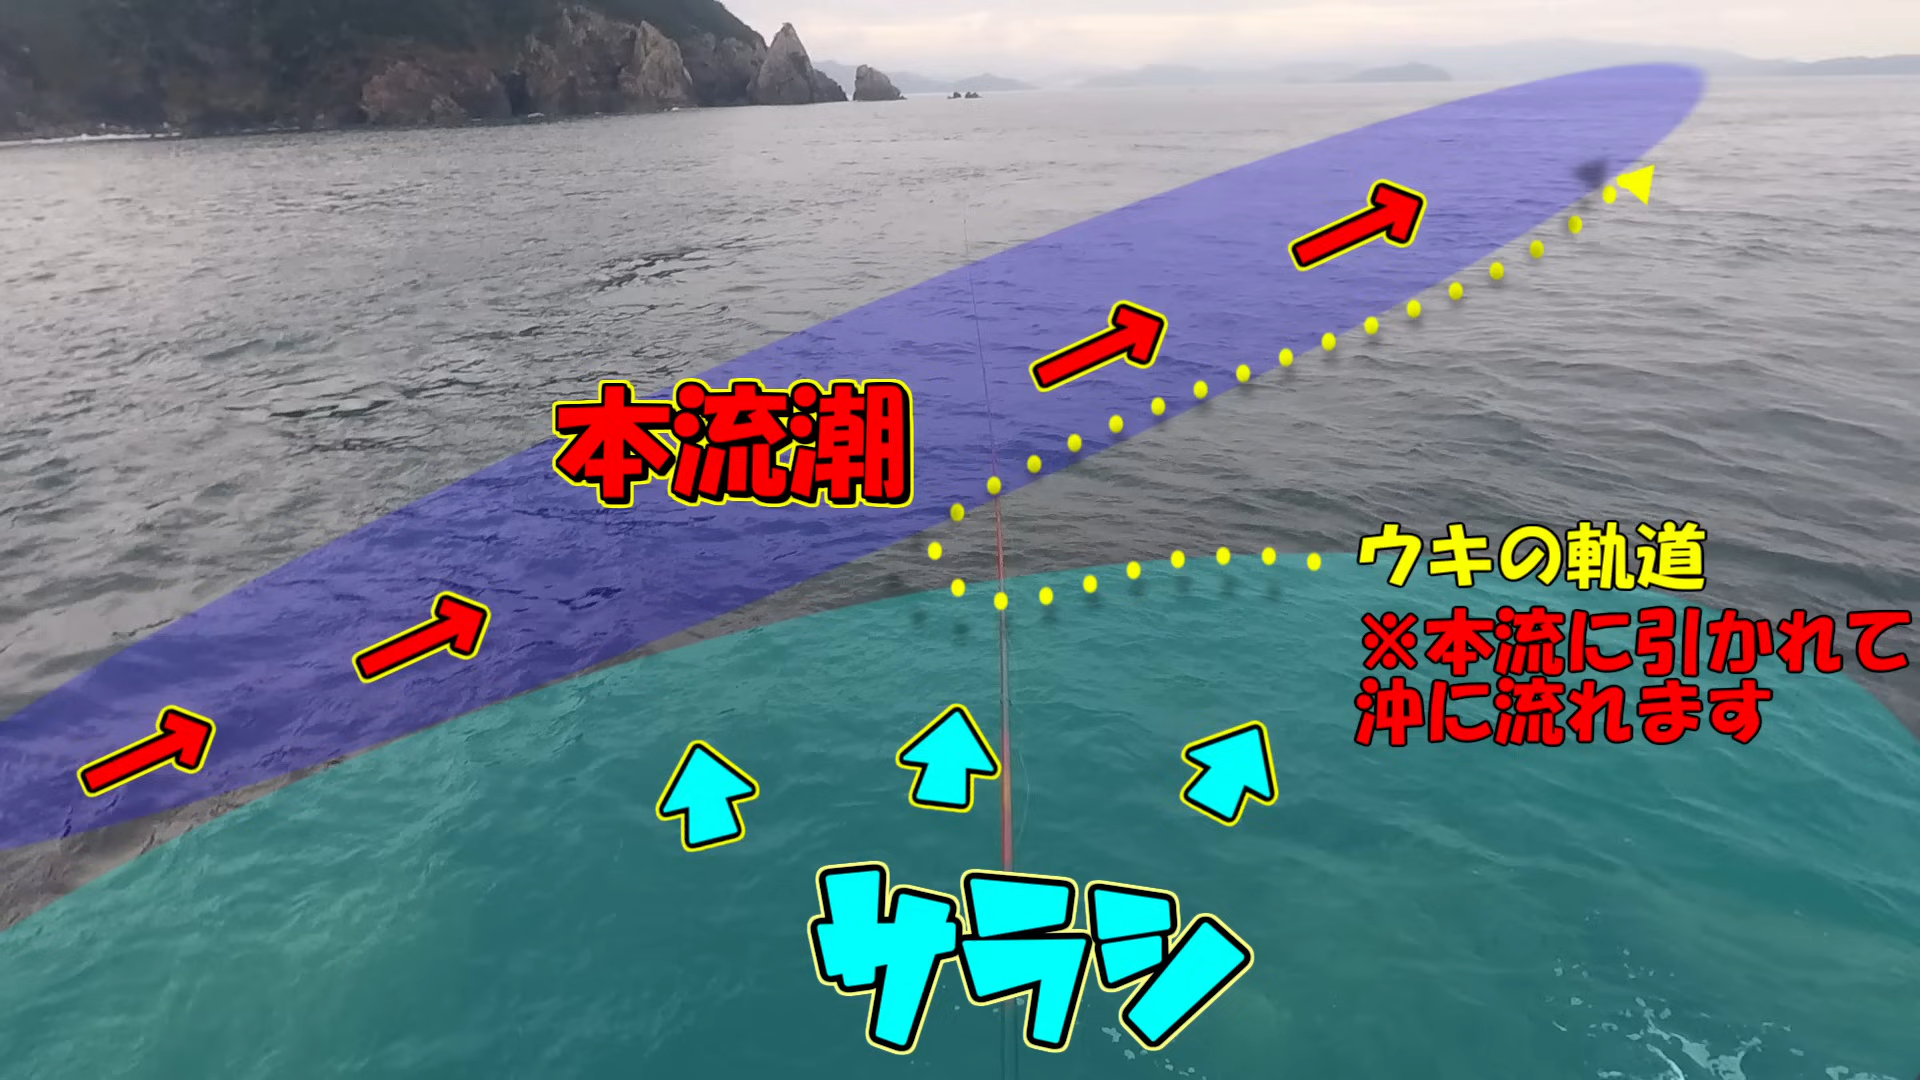 本流潮
ウキの軌道
※本流に引かれて
沖に流れます
サラシ